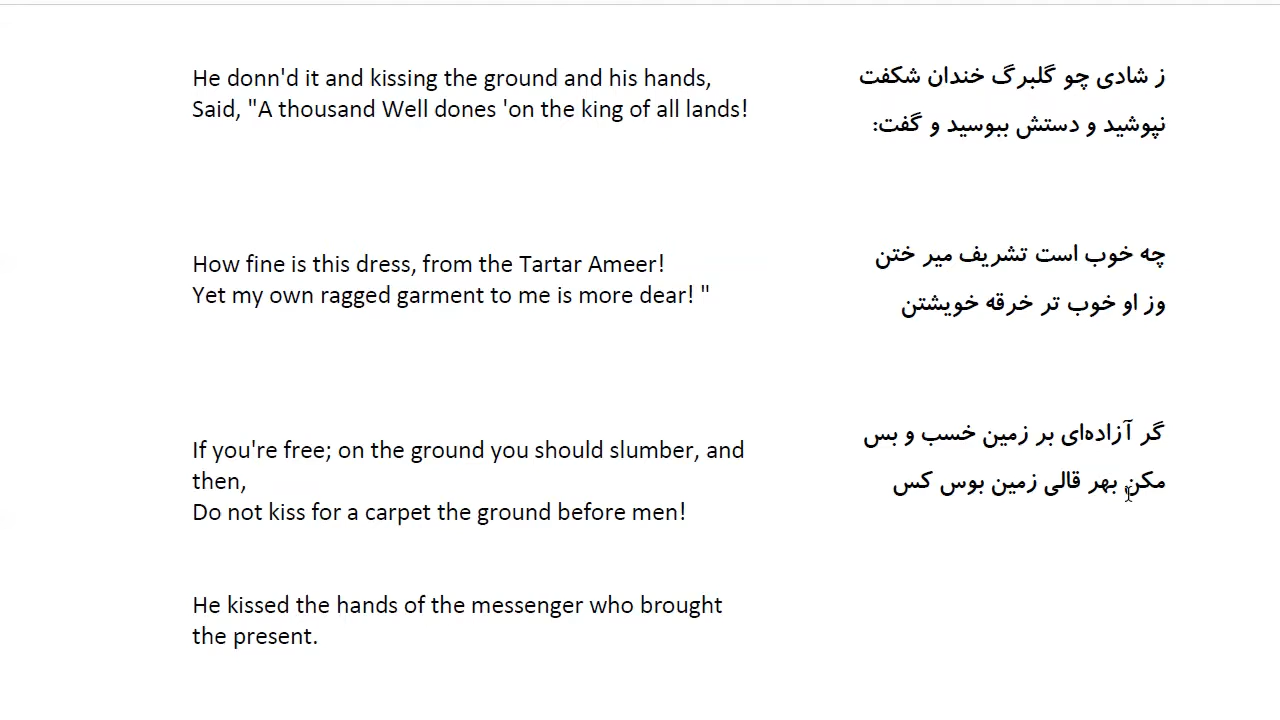 He donn'd it and kissing the ground and his hands,
Said, "A thousand Well dones 'on the king of all lands!
ز شادی چو گلبرگ خندان شکفت
نپوشید و دستش ببوسید و گفت:
How fine is this dress, from the Tartar Ameer!
Yet my own ragged garment to me is more dear! "
چه خوب است تشریف میر ختن
وز او خوب تر خرقه خویشتن
If you're free; on the ground you should slumber, and
then,
Do not kiss for a carpet the ground before men!
گر آزاده‌ای بر زمین خسب و بس
مکن بهر قالی زمین بوس کس
He kissed the hands of the messenger who brought
the present.